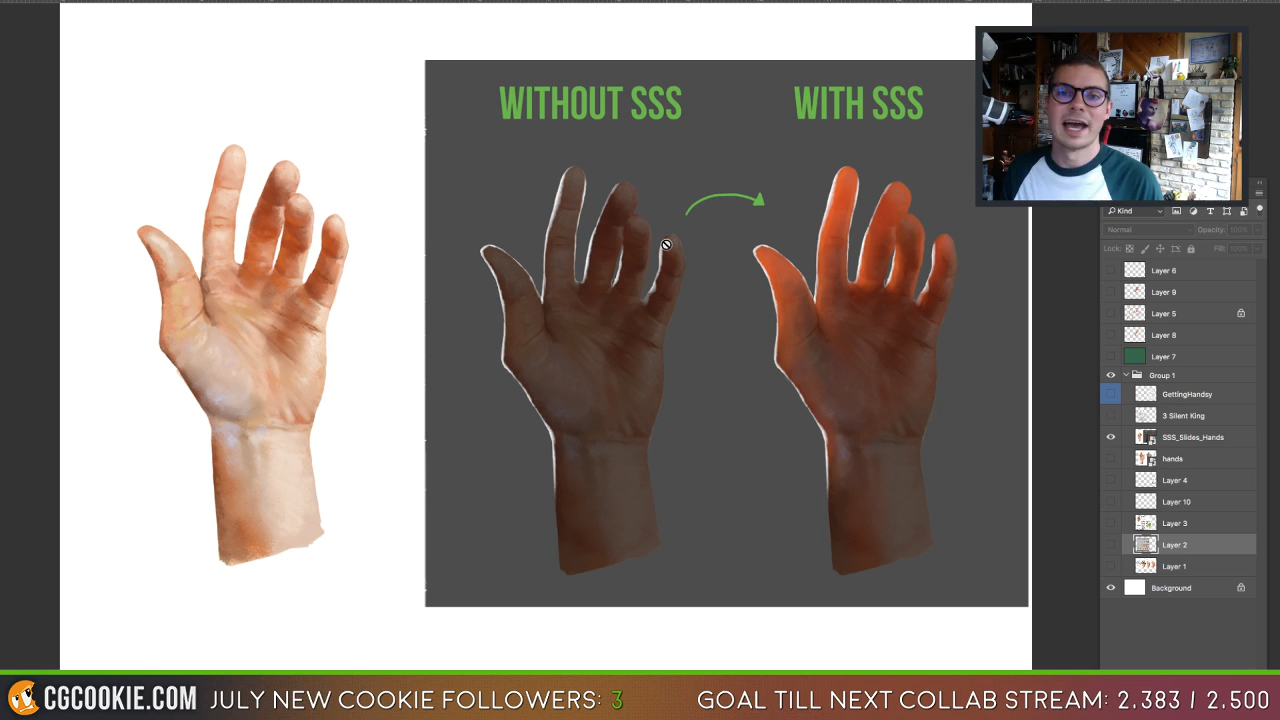 WITHOUT SSS
WITH SSS
Kind
Normal
Opacity: 100%
Lock:
Fill: 100%
Layer 6
Layer 9
Layer 5
Layer 8
Layer 7
Group 1
GettingHandsy
3 Silent King
SSS_Slides_Hands
hands
Layer 4
Layer 10
Layer 3
Layer 2
Layer 1
Background
CGCOOKIE.COM
JULY NEW COOKIE FOLLOWERS: 3
GOAL TILL NEXT COLLAB STREAM: 2.383 / 2.500